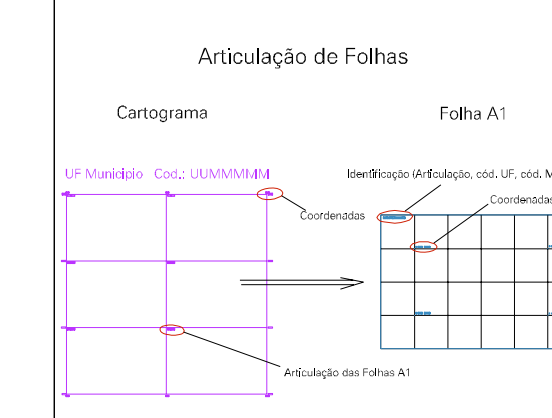 Articulação de Folhas
Cartograma
Folha A1
UF Municipio Cod.: UUMMMMM
Identificação (Articulação, cód. UF, cód. M
Coordenadas
Coordenadas
Articulação das Folhas A1